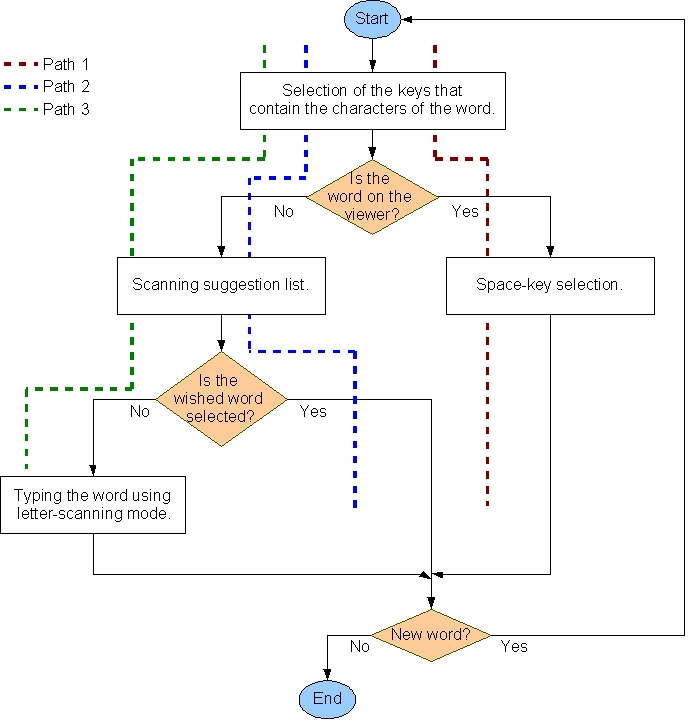 Start
Path 1
Path 2
Path 3
Selection of the keys that
contain the characters of the word.
Is the
word on the
viewer?
No
Yes
Scanning suggestion list.
Space-key selection.
Is the
wished word
selected?
No
Yes
Typing the word using
letter-scanning mode.
New word?
No
Yes
End